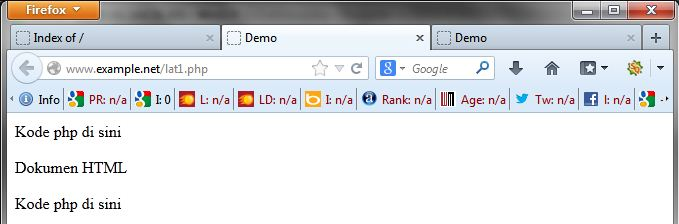 Firefox
Index of /
Demo
Demo
www.example.net/lat1.php
Google
Info PR: n/a I: 0 L: n/a LD: n/a I: n/a Rank: n/a Age: n/a Tw: n/a I: n/a
Kode php di sini
Dokumen HTML
Kode php di sini